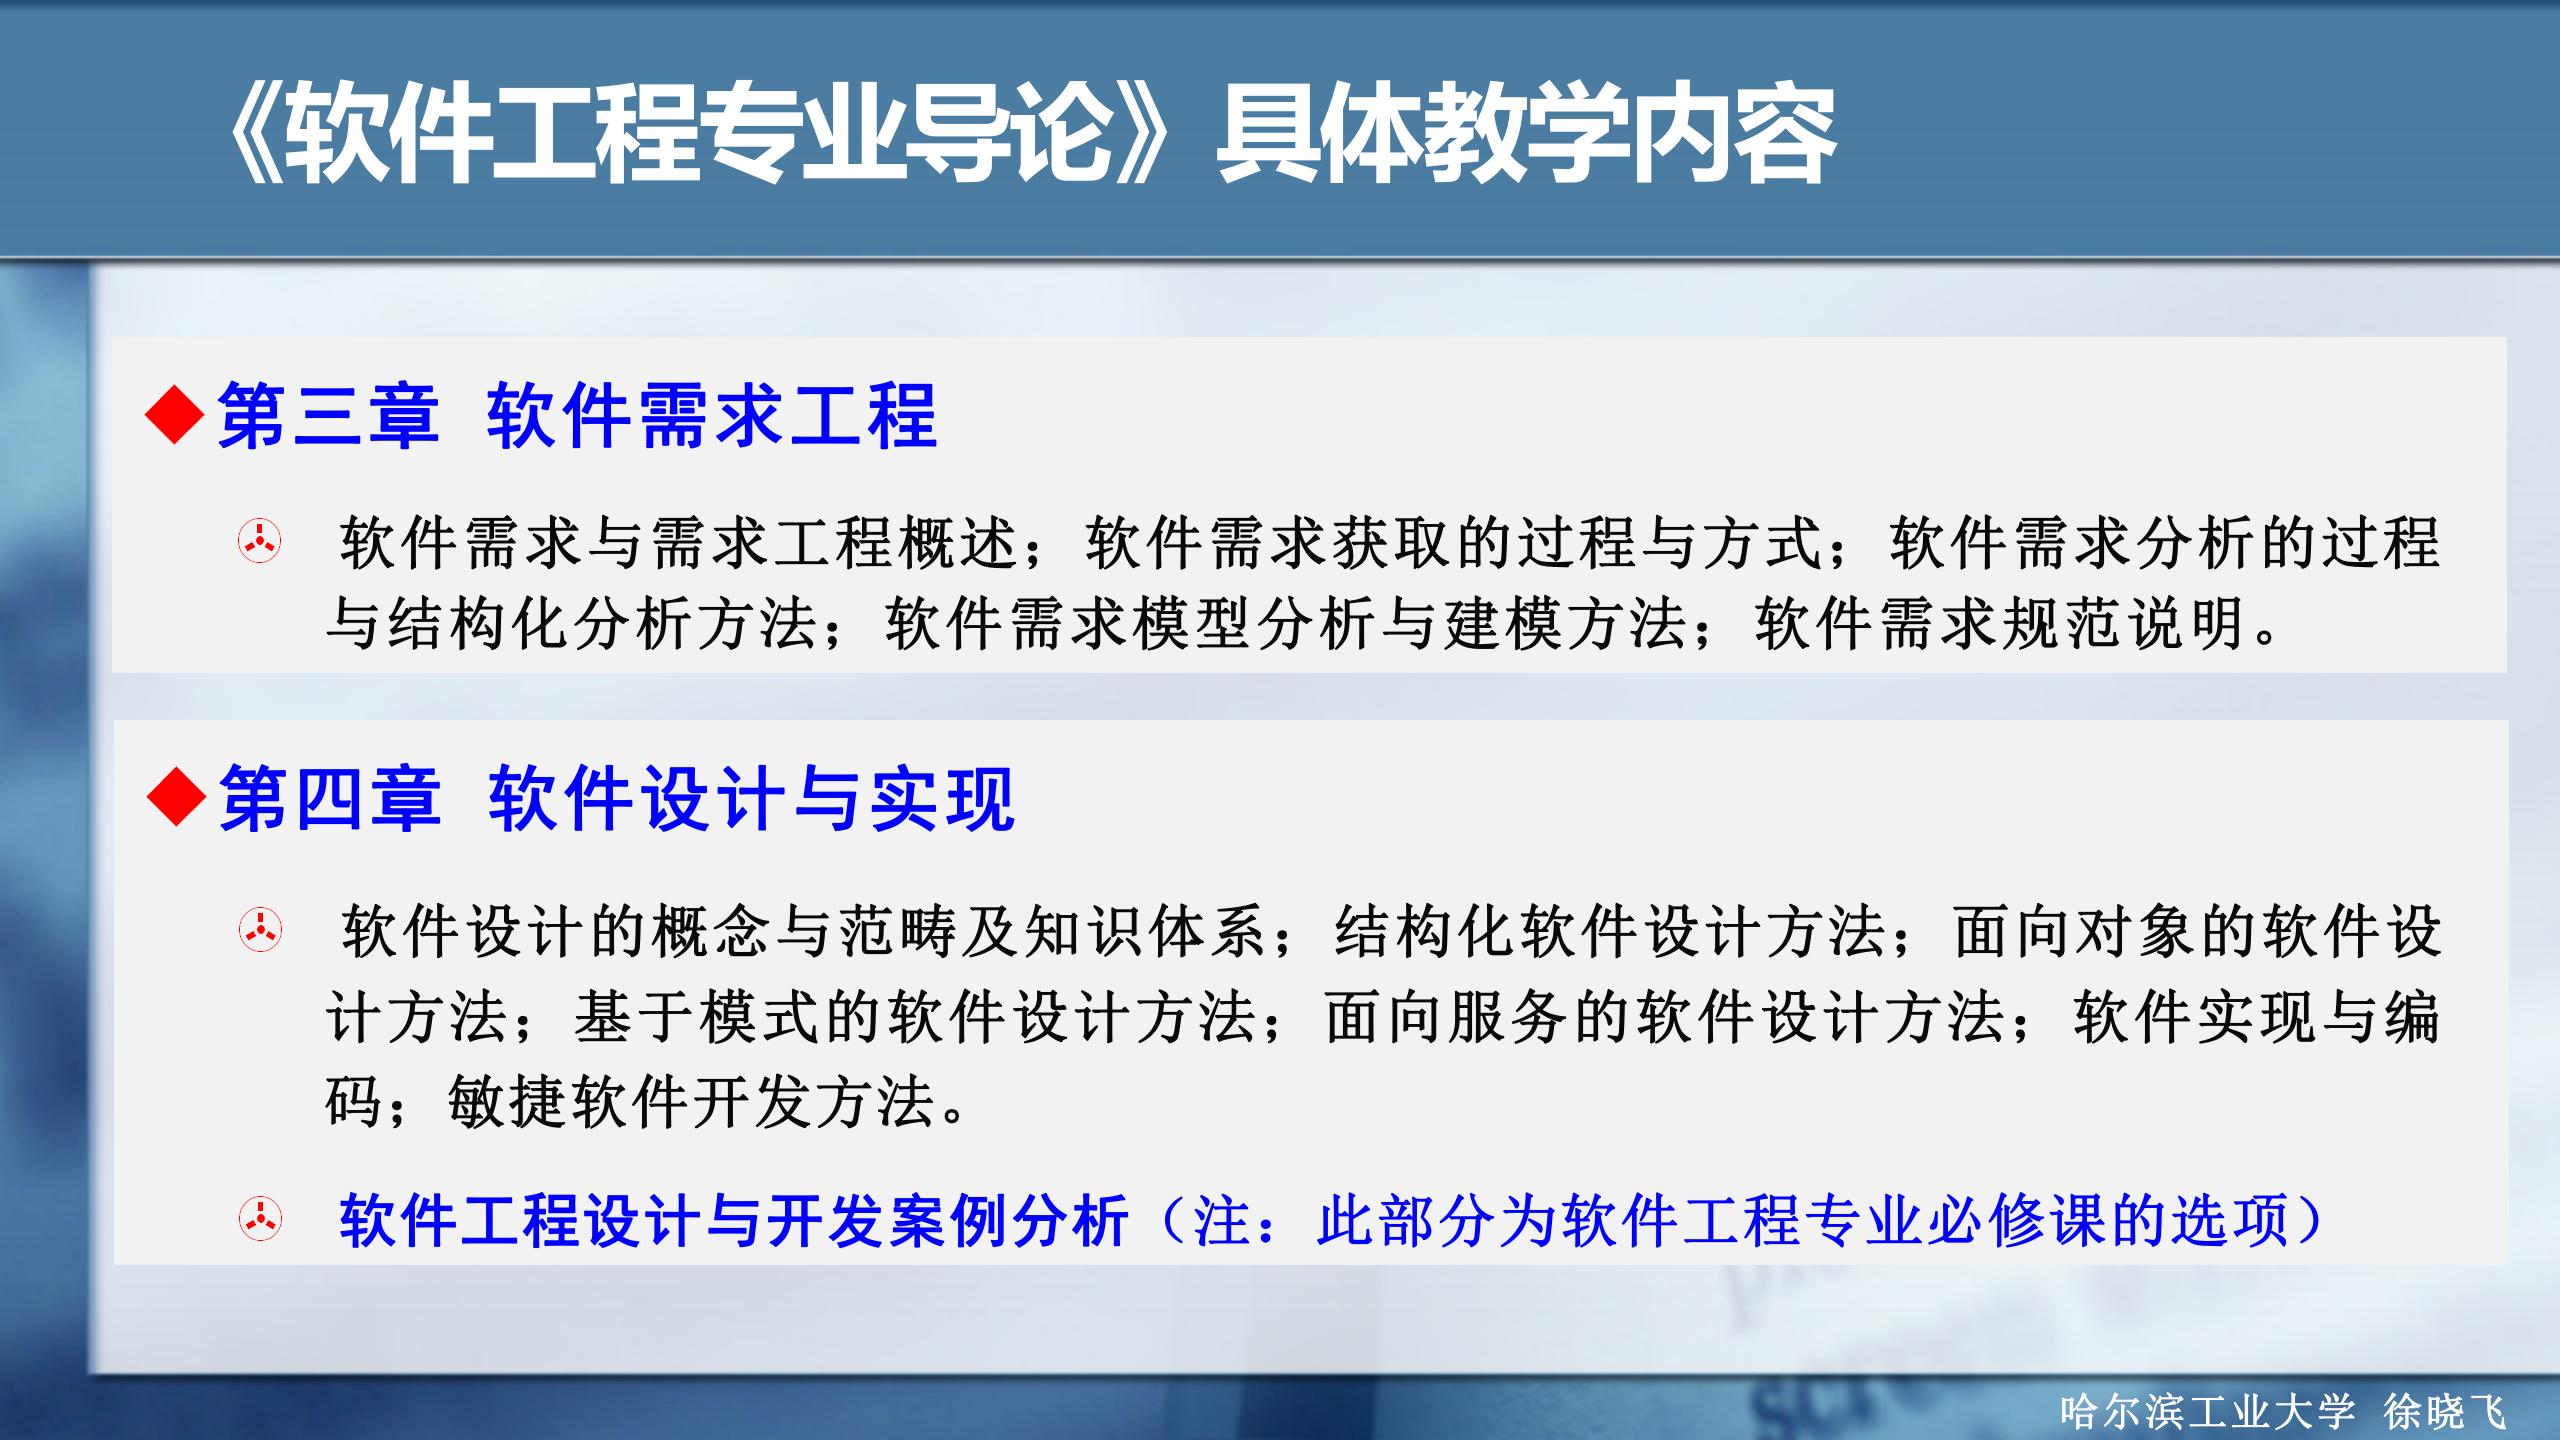 《软件工程专业导论》具体教学内容
◆第三章 软件需求工程
软件需求与需求工程概述；软件需求获取的过程与方式；软件需求分析的过程
与结构化分析方法；软件需求模型分析与建模方法；软件需求规范说明。
◆第四章 软件设计与实现
软件设计的概念与范畴及知识体系；结构化软件设计方法；面向对象的软件设
计方法；基于模式的软件设计方法；面向服务的软件设计方法；软件实现与编
码；敏捷软件开发方法。
软件工程设计与开发案例分析（注：此部分为软件工程专业必修课的选项）
哈尔滨工业大学 徐晓飞